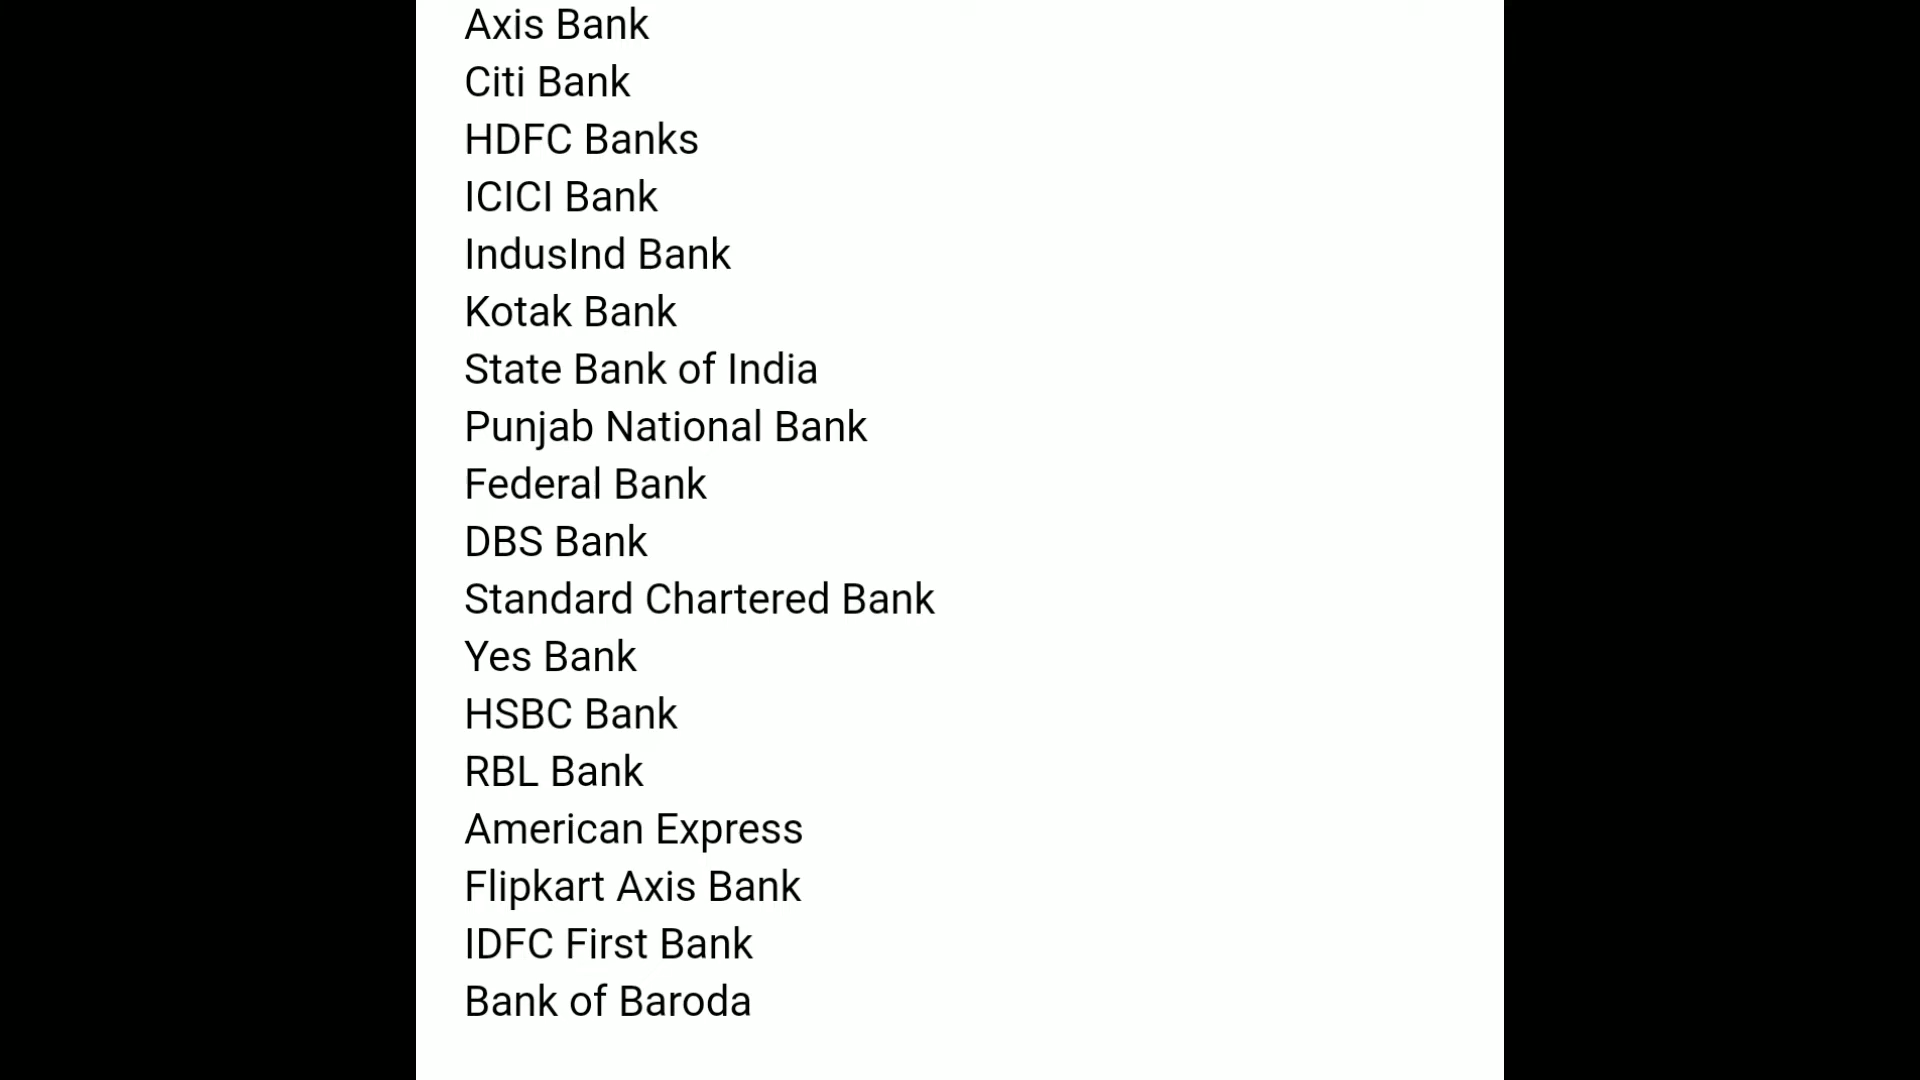 Axis Bank
Citi Bank
HDFC Banks
ICICI Bank
IndusInd Bank
Kotak Bank
State Bank of India
Punjab National Bank
Federal Bank
DBS Bank
Standard Chartered Bank
Yes Bank
HSBC Bank
RBL Bank
American Express
Flipkart Axis Bank
IDFC First Bank
Bank of Baroda